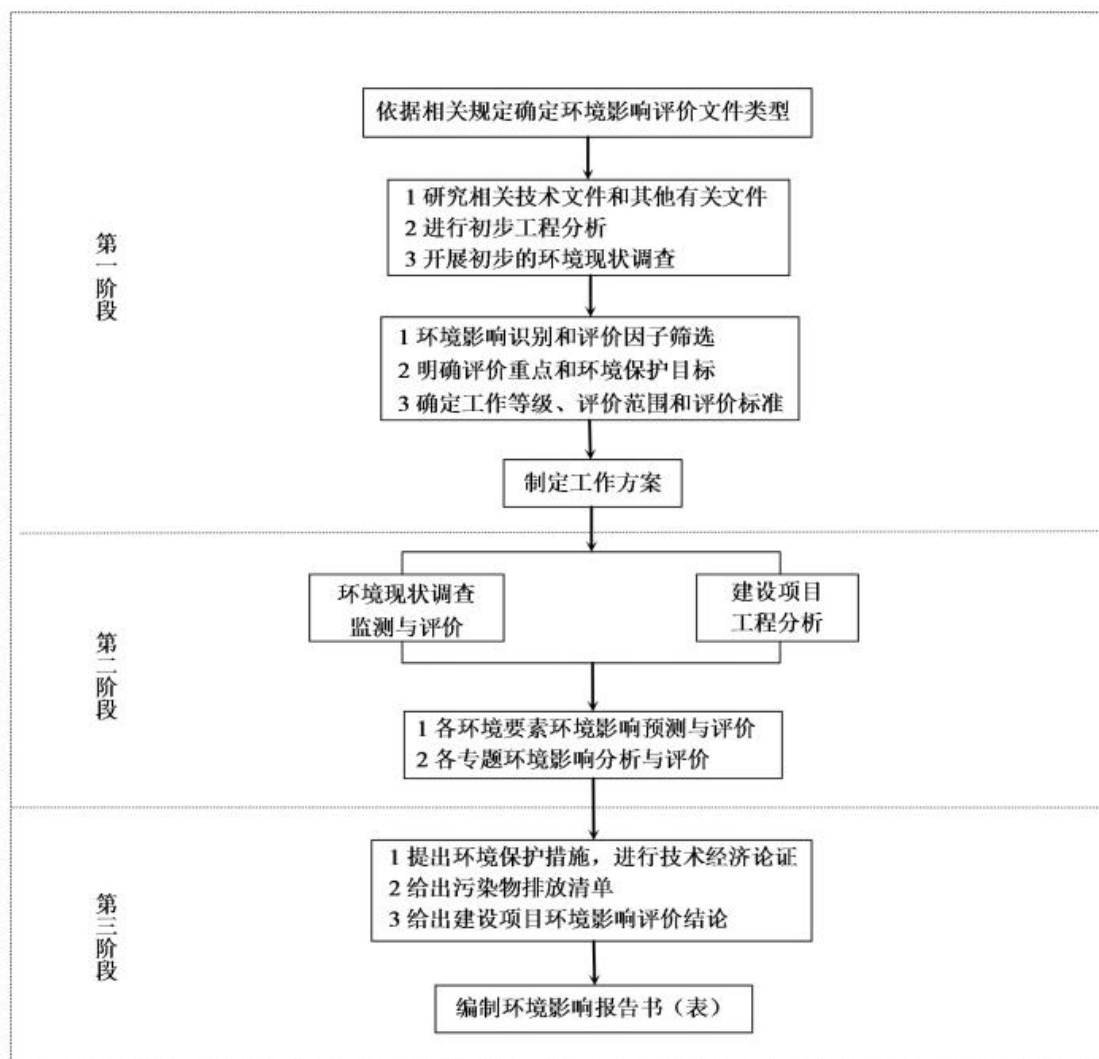 依据相关规定确定环境影响评价文件类型
1 研究相关技术文件和其他有关文件
2 进行初步工程分析
3 开展初步的环境现状调查
第一阶段
1 环境影响识别和评价因子筛选
2 明确评价重点和环境保护目标
3 确定工作等级、评价范围和评价标准
制定工作方案
环境现状调查
监测与评价
建设项目
工程分析
第二阶段
1 各环境要素环境影响预测与评价
2 各专题环境影响分析与评价
1 提出环境保护措施，进行技术经济论证
2 给出污染物排放清单
3 给出建设项目环境影响评价结论
第三阶段
编制环境影响报告书（表）